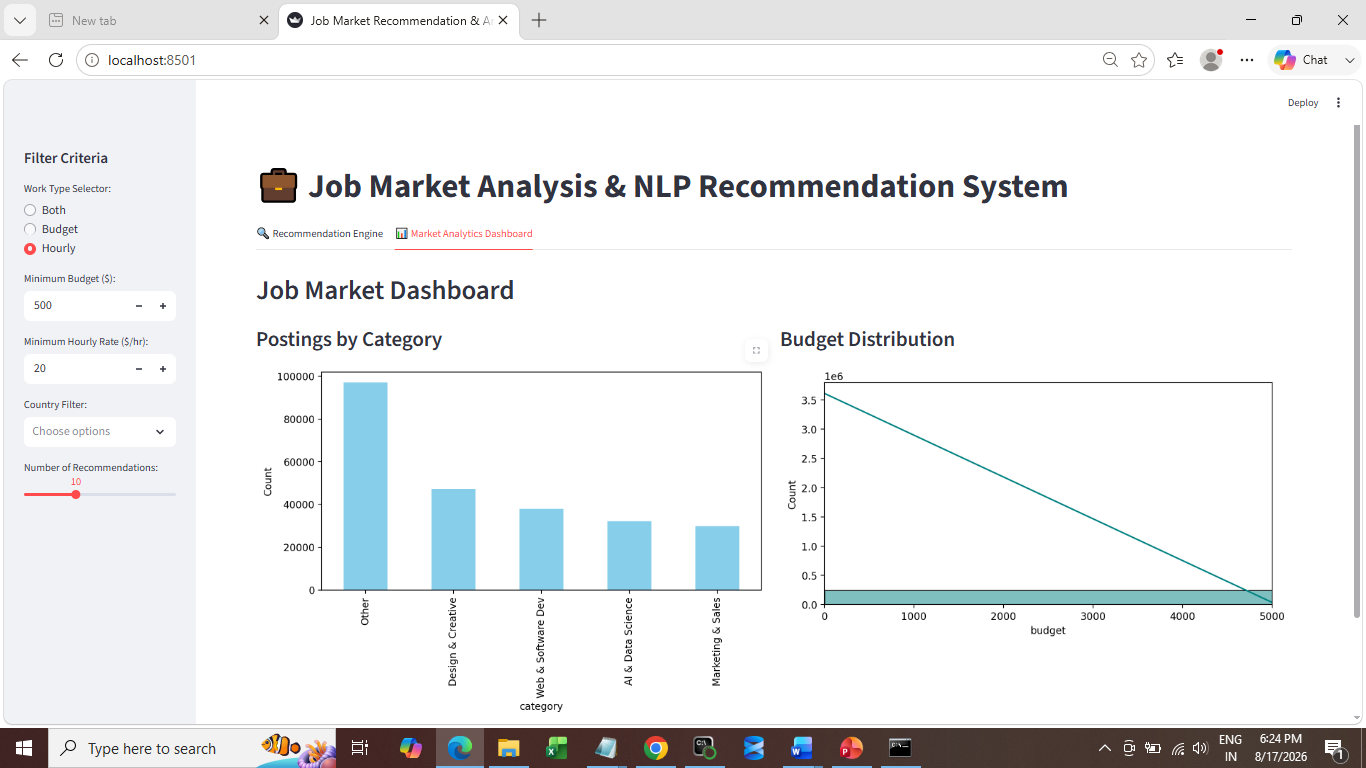 New tab
Job Market Recommendation & Ar
localhost:8501
Chat
Deploy
Filter Criteria
Work Type Selector:
Both
Budget
Hourly
Minimum Budget ($):
500
Minimum Hourly Rate ($/hr):
20
Country Filter:
Choose options
Number of Recommendations:
10
Job Market Analysis & NLP Recommendation System
Recommendation Engine
Market Analytics Dashboard
Job Market Dashboard
Postings by Category
100000
80000
60000
40000
20000
0
Count
Other
Design & Creative
Web & Software Dev
AI & Data Science
Marketing & Sales
category
Budget Distribution
1e6
3.5
3.0
2.5
2.0
1.5
1.0
0.5
0.0
Count
0 1000 2000 3000 4000 5000
budget
Type here to search
ENG
IN
6:24 PM
8/17/2026
1